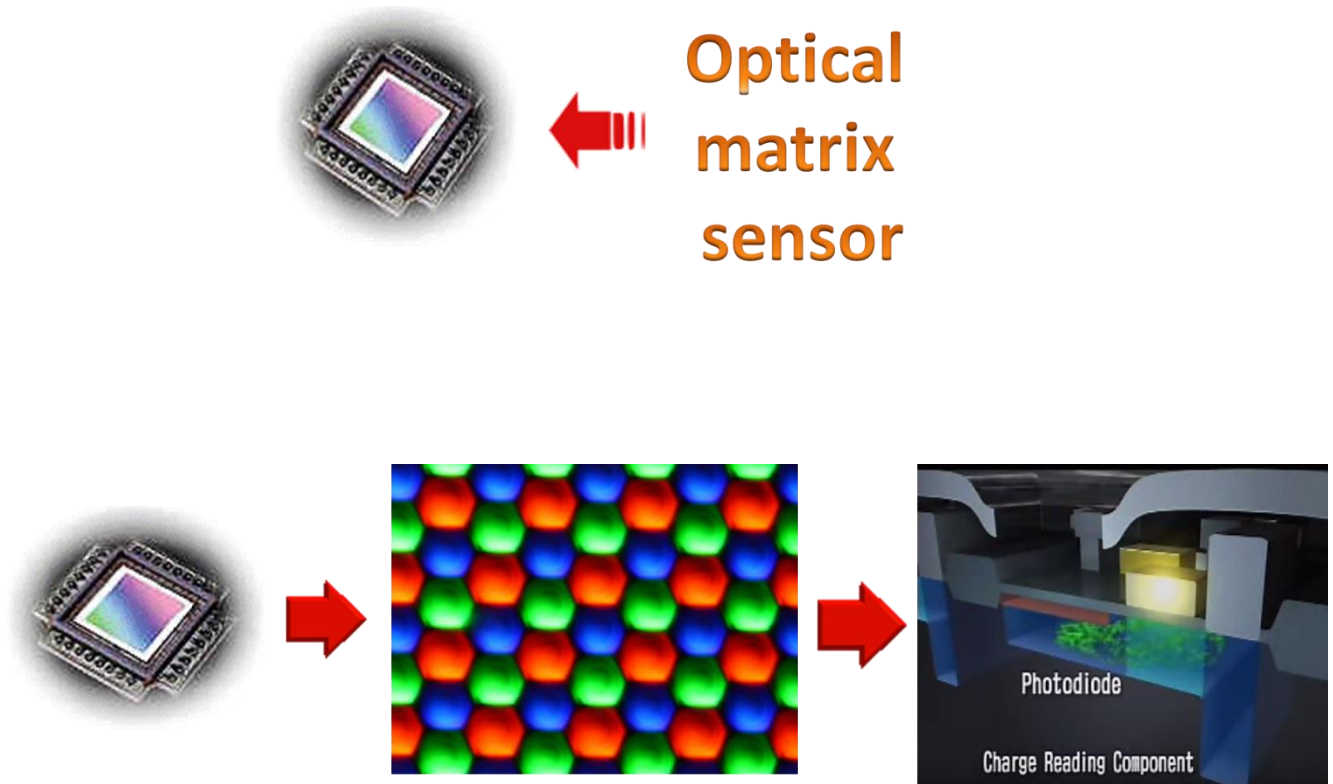 Optical
matrix
sensor
Photodiode
Charge Reading Component